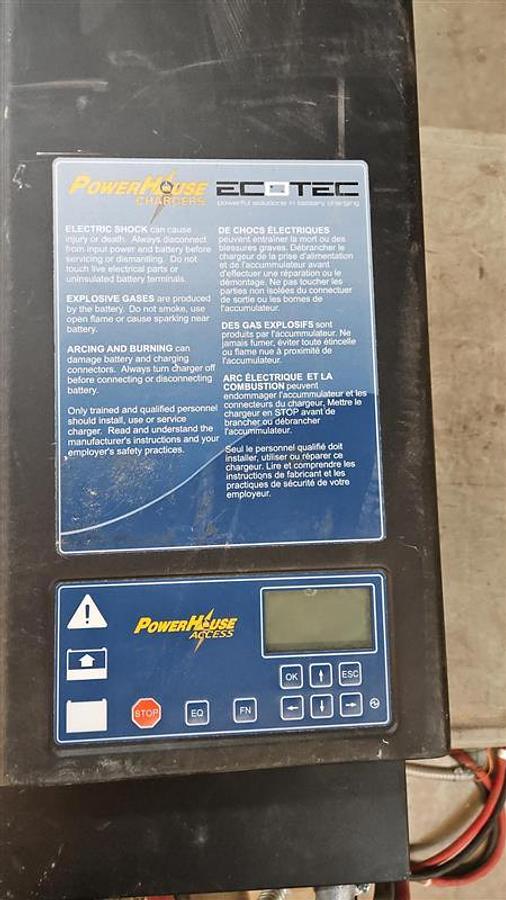 POWERHOUSE
CHARGERS
ECOTEC
powerful solutions in battery charging
ELECTRIC SHOCK can cause
injury or death. Always disconnect
from input power and battery before
servicing or dismantling. Do not
touch live electrical parts or
uninsulated battery terminals.
EXPLOSIVE GASES are produced
by the battery. Do not smoke, use
open flame or cause sparking near
battery.
ARCING AND BURNING can
damage battery and charging
connectors. Always turn charger off
before connecting or disconnecting
battery.
Only trained and qualified personnel
should install, use or service
charger. Read and understand the
manufacturer's instructions and your
employer's safety practices.
DE CHOCS ÉLECTRIQUES
peuvent entraîner la mort ou des
blessures graves. Débrancher le
chargeur de la prise d'alimentation
et de l'accumulateur avant
d'effectuer une réparation ou le
démontage. Ne pas toucher les
parties non isolées du connectuer
de sortie ou les bornes de
l'accumulateur.
DES GAS EXPLOSIFS sont
produits par l'accumulateur. Ne
jamais fumer, éviter toute étincelle
ou flame nue à proximité de
l'accumulateur.
ARC ÉLECTRIQUE ET LA
COMBUSTION peuvent
endommager l'accumulateur et les
connecteurs du chargeur. Mettre le
chargeur en STOP avant de
brancher ou débrancher
l'accumulateur.
Seul le personnel qualifié doit
installer, utiliser ou réparer ce
chargeur. Lire et comprendre les
instructions de fabricant et les
practiques de sécurité de votre
employeur.
POWERHOUSE
ACCESS
OK
ESC
STOP
EQ
FN